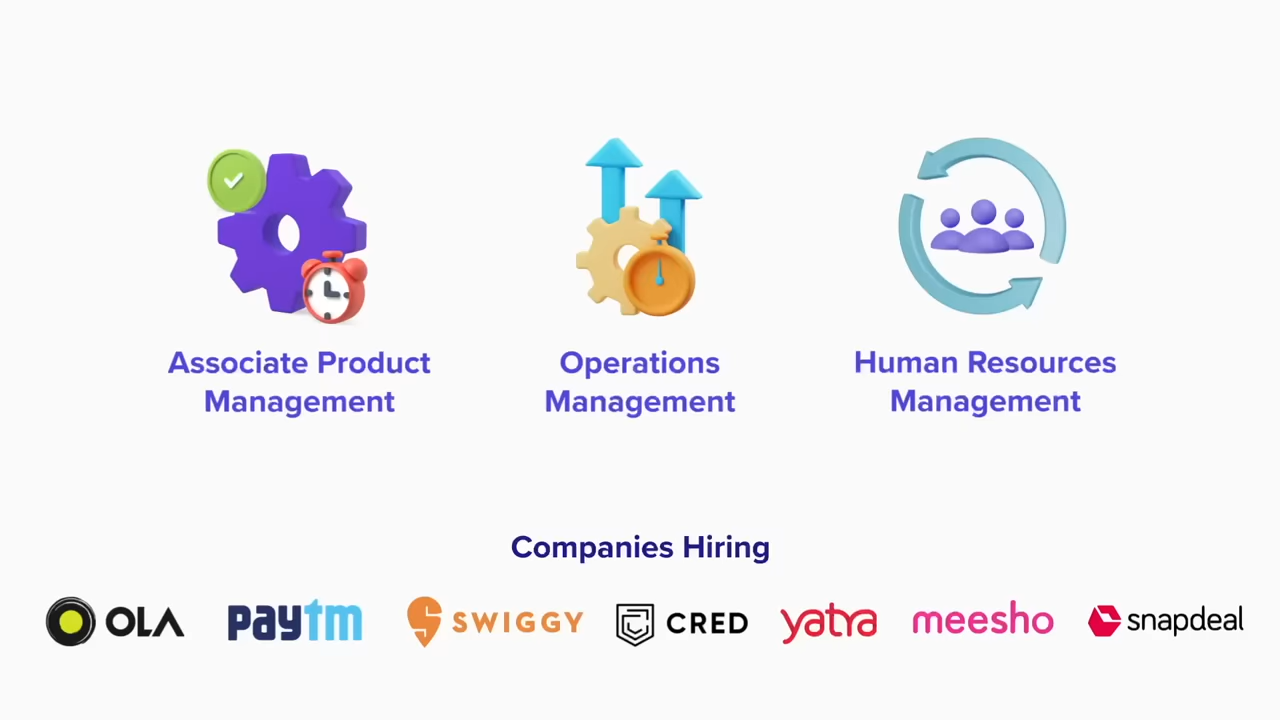 Associate Product
Management
Operations
Management
Human Resources
Management
Companies Hiring
OLA
paytm
SWIGGY
CRED
yatra
meesho
snapdeal